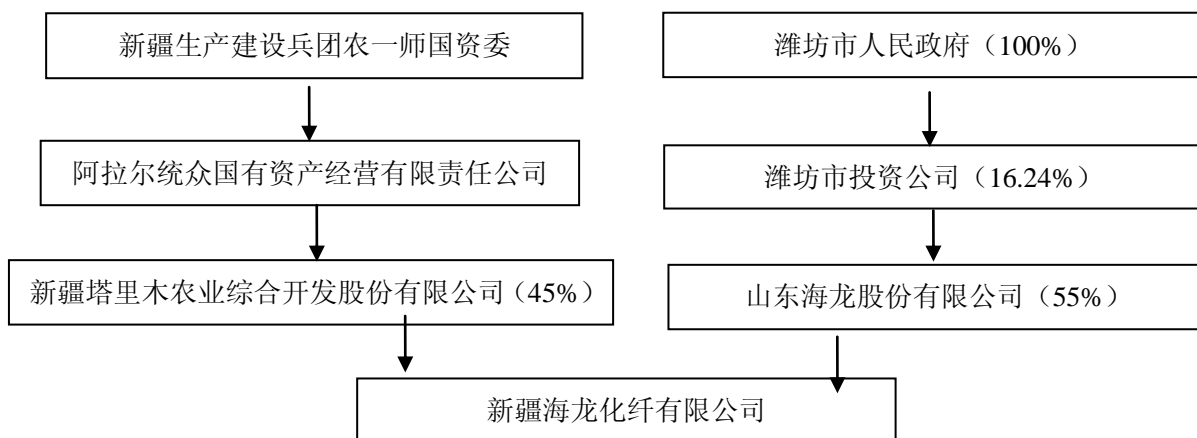 新疆生产建设兵团农一师国资委
潍坊市人民政府（100%）
阿拉尔统众国有资产经营有限责任公司
潍坊市投资公司（16.24%）
新疆塔里木农业综合开发股份有限公司（45%）
山东海龙股份有限公司（55%）
新疆海龙化纤有限公司